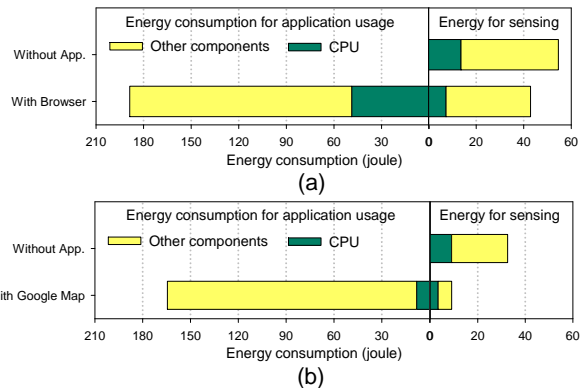 Energy consumption for application usage Energy for sensing
Other components CPU
Without App.
With Browser
210 180 150 120 90 60 30 0 20 40 60
Energy consumption (joule)
(a)
Energy consumption for application usage Energy for sensing
Other components CPU
Without App.
ith Google Map
210 180 150 120 90 60 30 0 20 40 60
Energy consumption (joule)
(b)